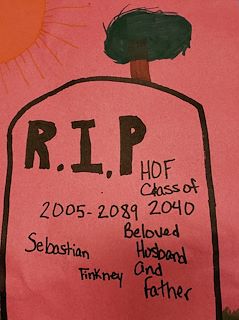 R.I.P
HOF
Class of
2005-2089 2040
Beloved
Sebastian Husband
Finkney and
father